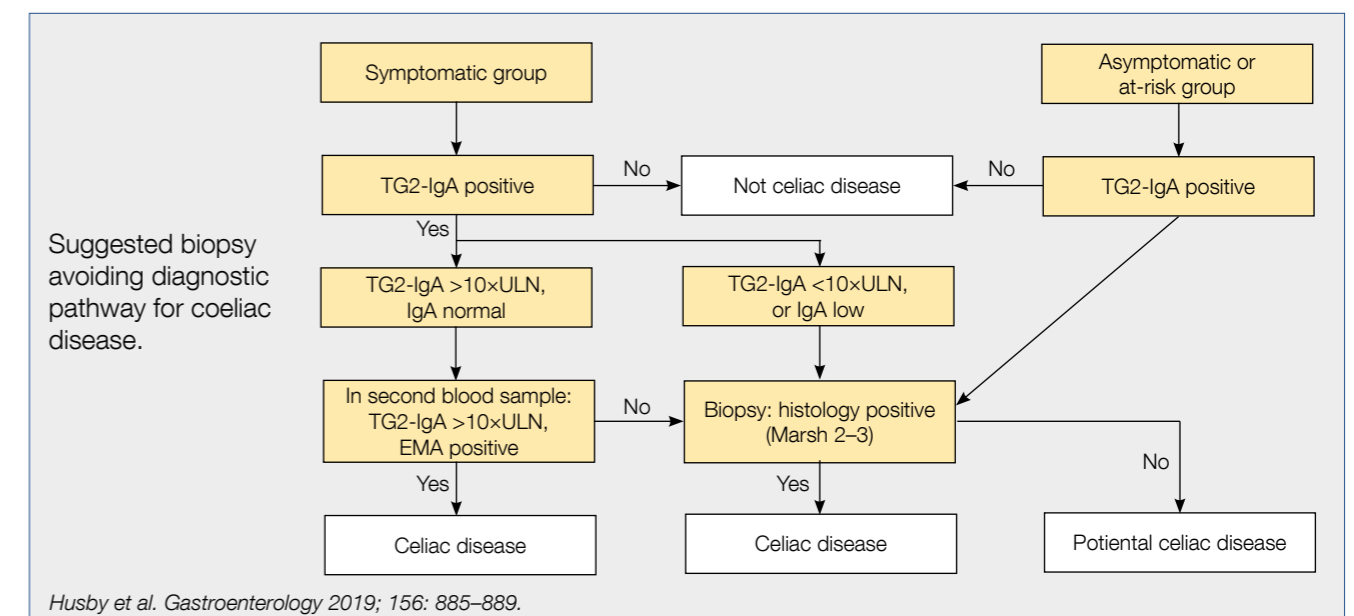 Symptomatic group
Asymptomatic or
at-risk group
TG2-IgA positive
No
Not celiac disease
No
TG2-IgA positive
Yes
Suggested biopsy
avoiding diagnostic
pathway for coeliac
disease.
TG2-IgA >10×ULN,
IgA normal
TG2-IgA <10×ULN,
or IgA low
In second blood sample:
TG2-IgA >10×ULN,
EMA positive
No
Biopsy: histology positive
(Marsh 2–3)
No
Yes
Yes
Celiac disease
Celiac disease
Potiental celiac disease
Husby et al. Gastroenterology 2019; 156: 885–889.